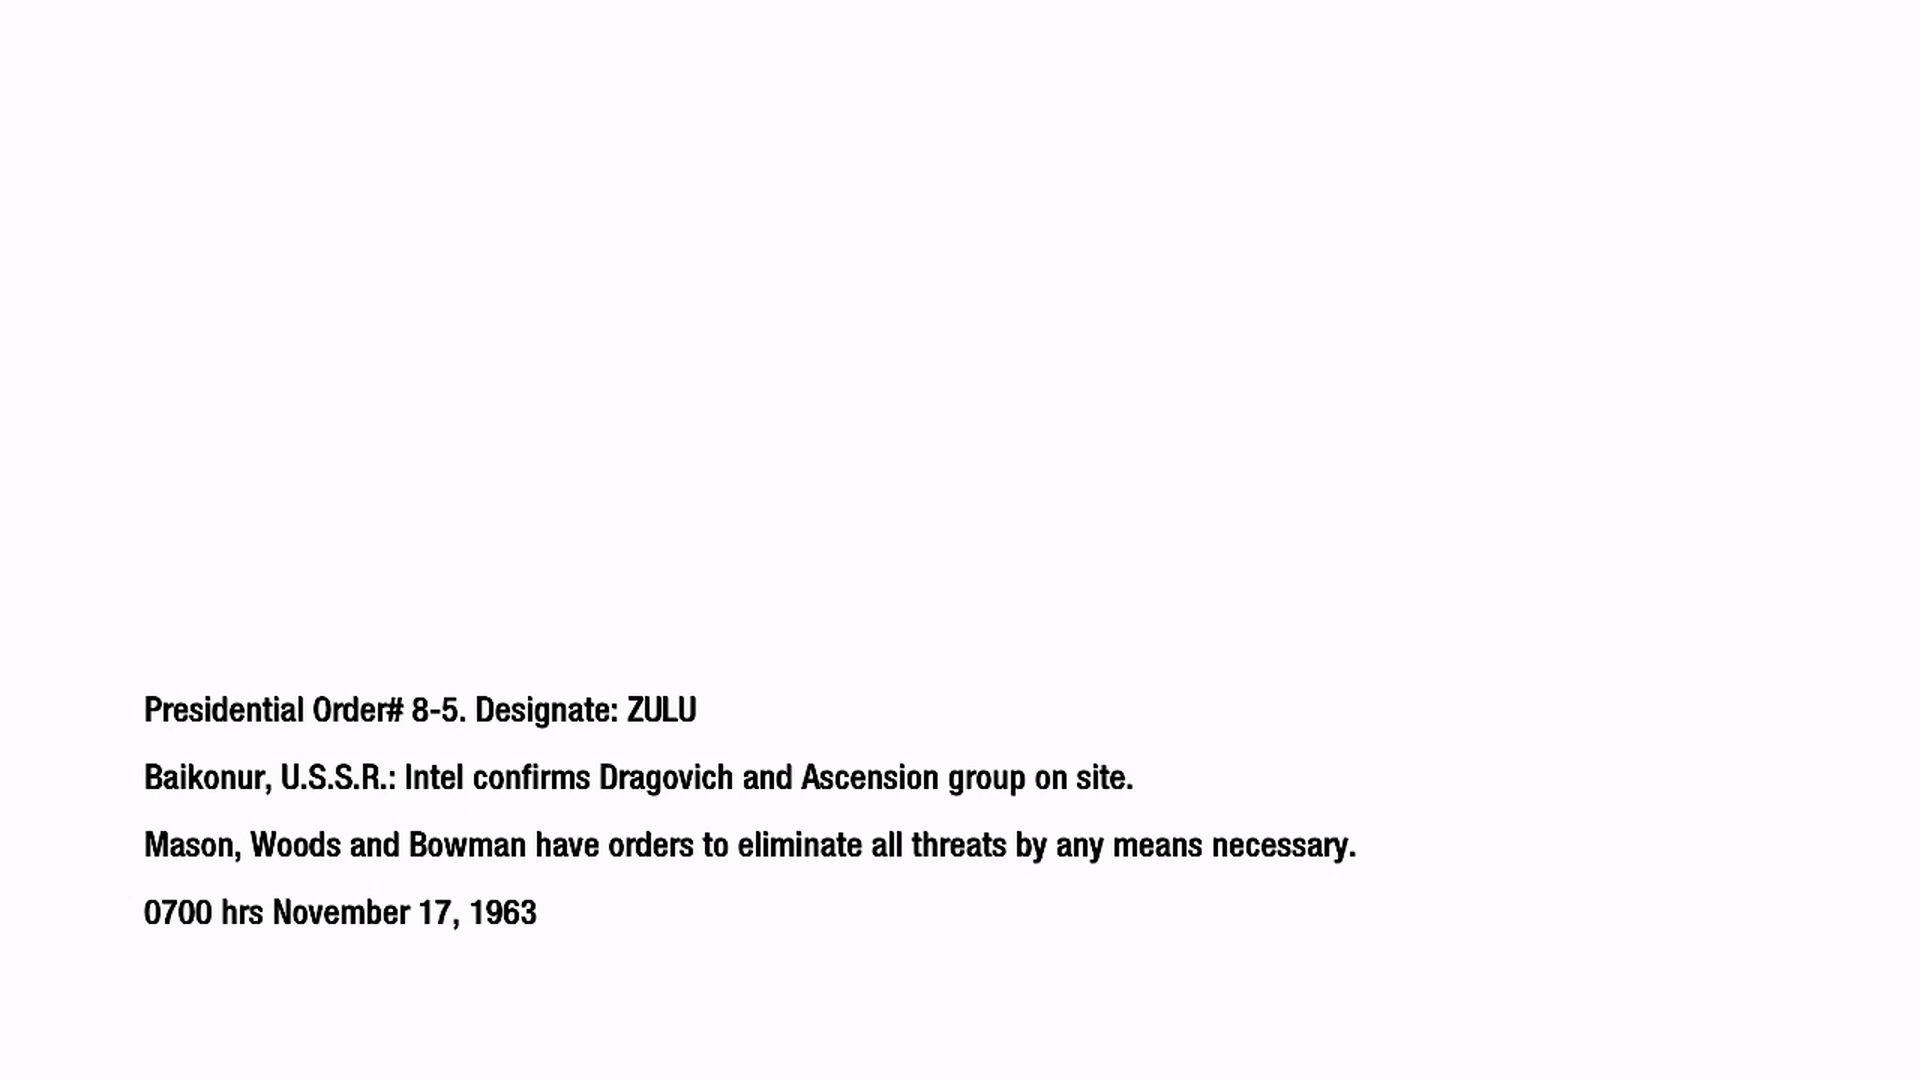 Presidential Order# 8-5. Designate: ZULU
Baikonur, U.S.S.R.: Intel confirms Dragovich and Ascension group on site.
Mason, Woods and Bowman have orders to eliminate all threats by any means necessary.
0700 hrs November 17, 1963